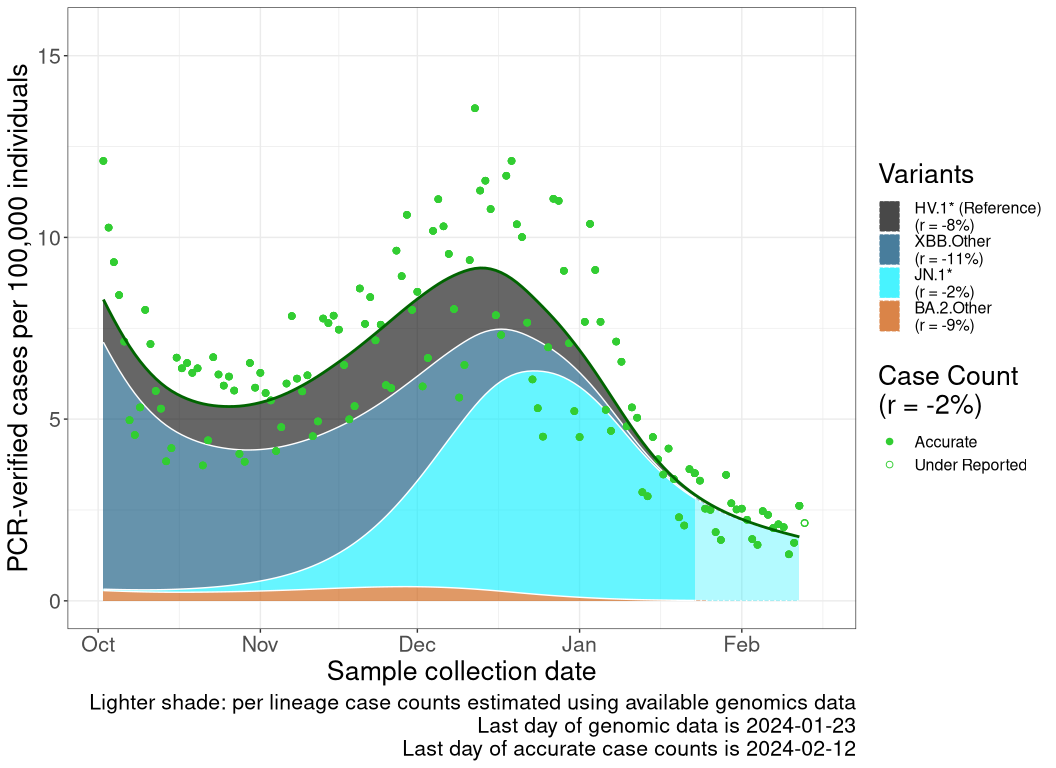 PCR-verified cases per 100,000 individuals
15
10
5
0
Oct
Nov
Dec
Jan
Feb
Sample collection date
Lighter shade: per lineage case counts estimated using available genomics data
Last day of genomic data is 2024-01-23
Last day of accurate case counts is 2024-02-12
Variants
HV.1* (Reference)
(r = -8%)
XBB.Other
(r = -11%)
JN.1*
(r = -2%)
BA.2.Other
(r = -9%)
Case Count
(r = -2%)
Accurate
Under Reported